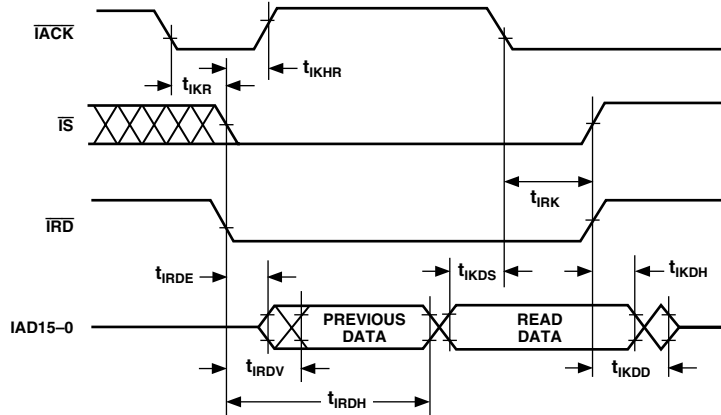 IACK
tIKR
tIKHR
IS
tIRK
IRD
tIRDE
tIKDS
tIKDH
IAD15–0
PREVIOUS
DATA
READ
DATA
tIRDV
tIKDD
tIRDH